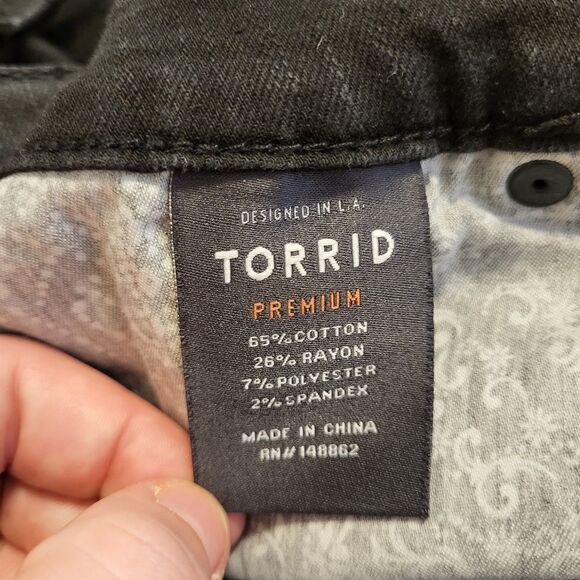 DESIGNED IN L.A.
TORRID
PREMIUM
65% COTTON
26% RAYON
7% POLYESTER
2% SPANDEX
MADE IN CHINA
RN# 148862